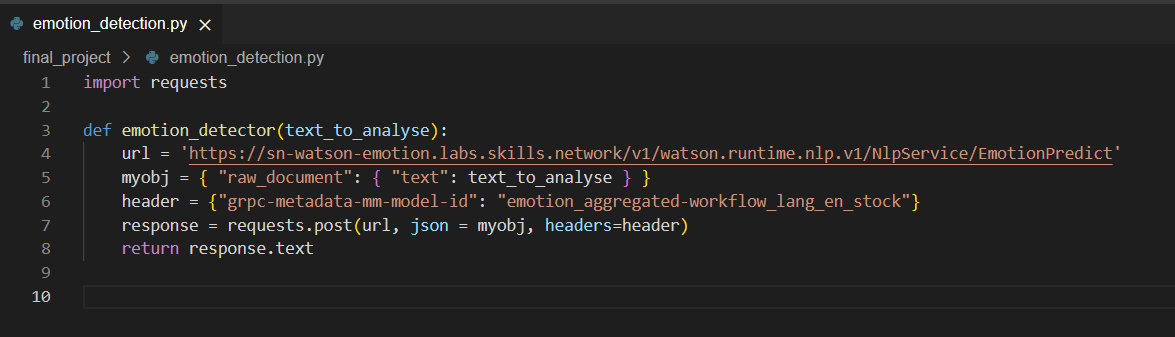 emotion_detection.py ×
final_project > emotion_detection.py
1 import requests
2
3 def emotion_detector(text_to_analyse):
4     url = 'https://sn-watson-emotion.labs.skills.network/v1/watson.runtime.nlp.v1/NlpService/EmotionPredict'
5     myobj = { "raw_document": { "text": text_to_analyse } }
6     header = {"grpc-metadata-mm-model-id": "emotion_aggregated-workflow_lang_en_stock"}
7     response = requests.post(url, json = myobj, headers=header)
8     return response.text
9
10